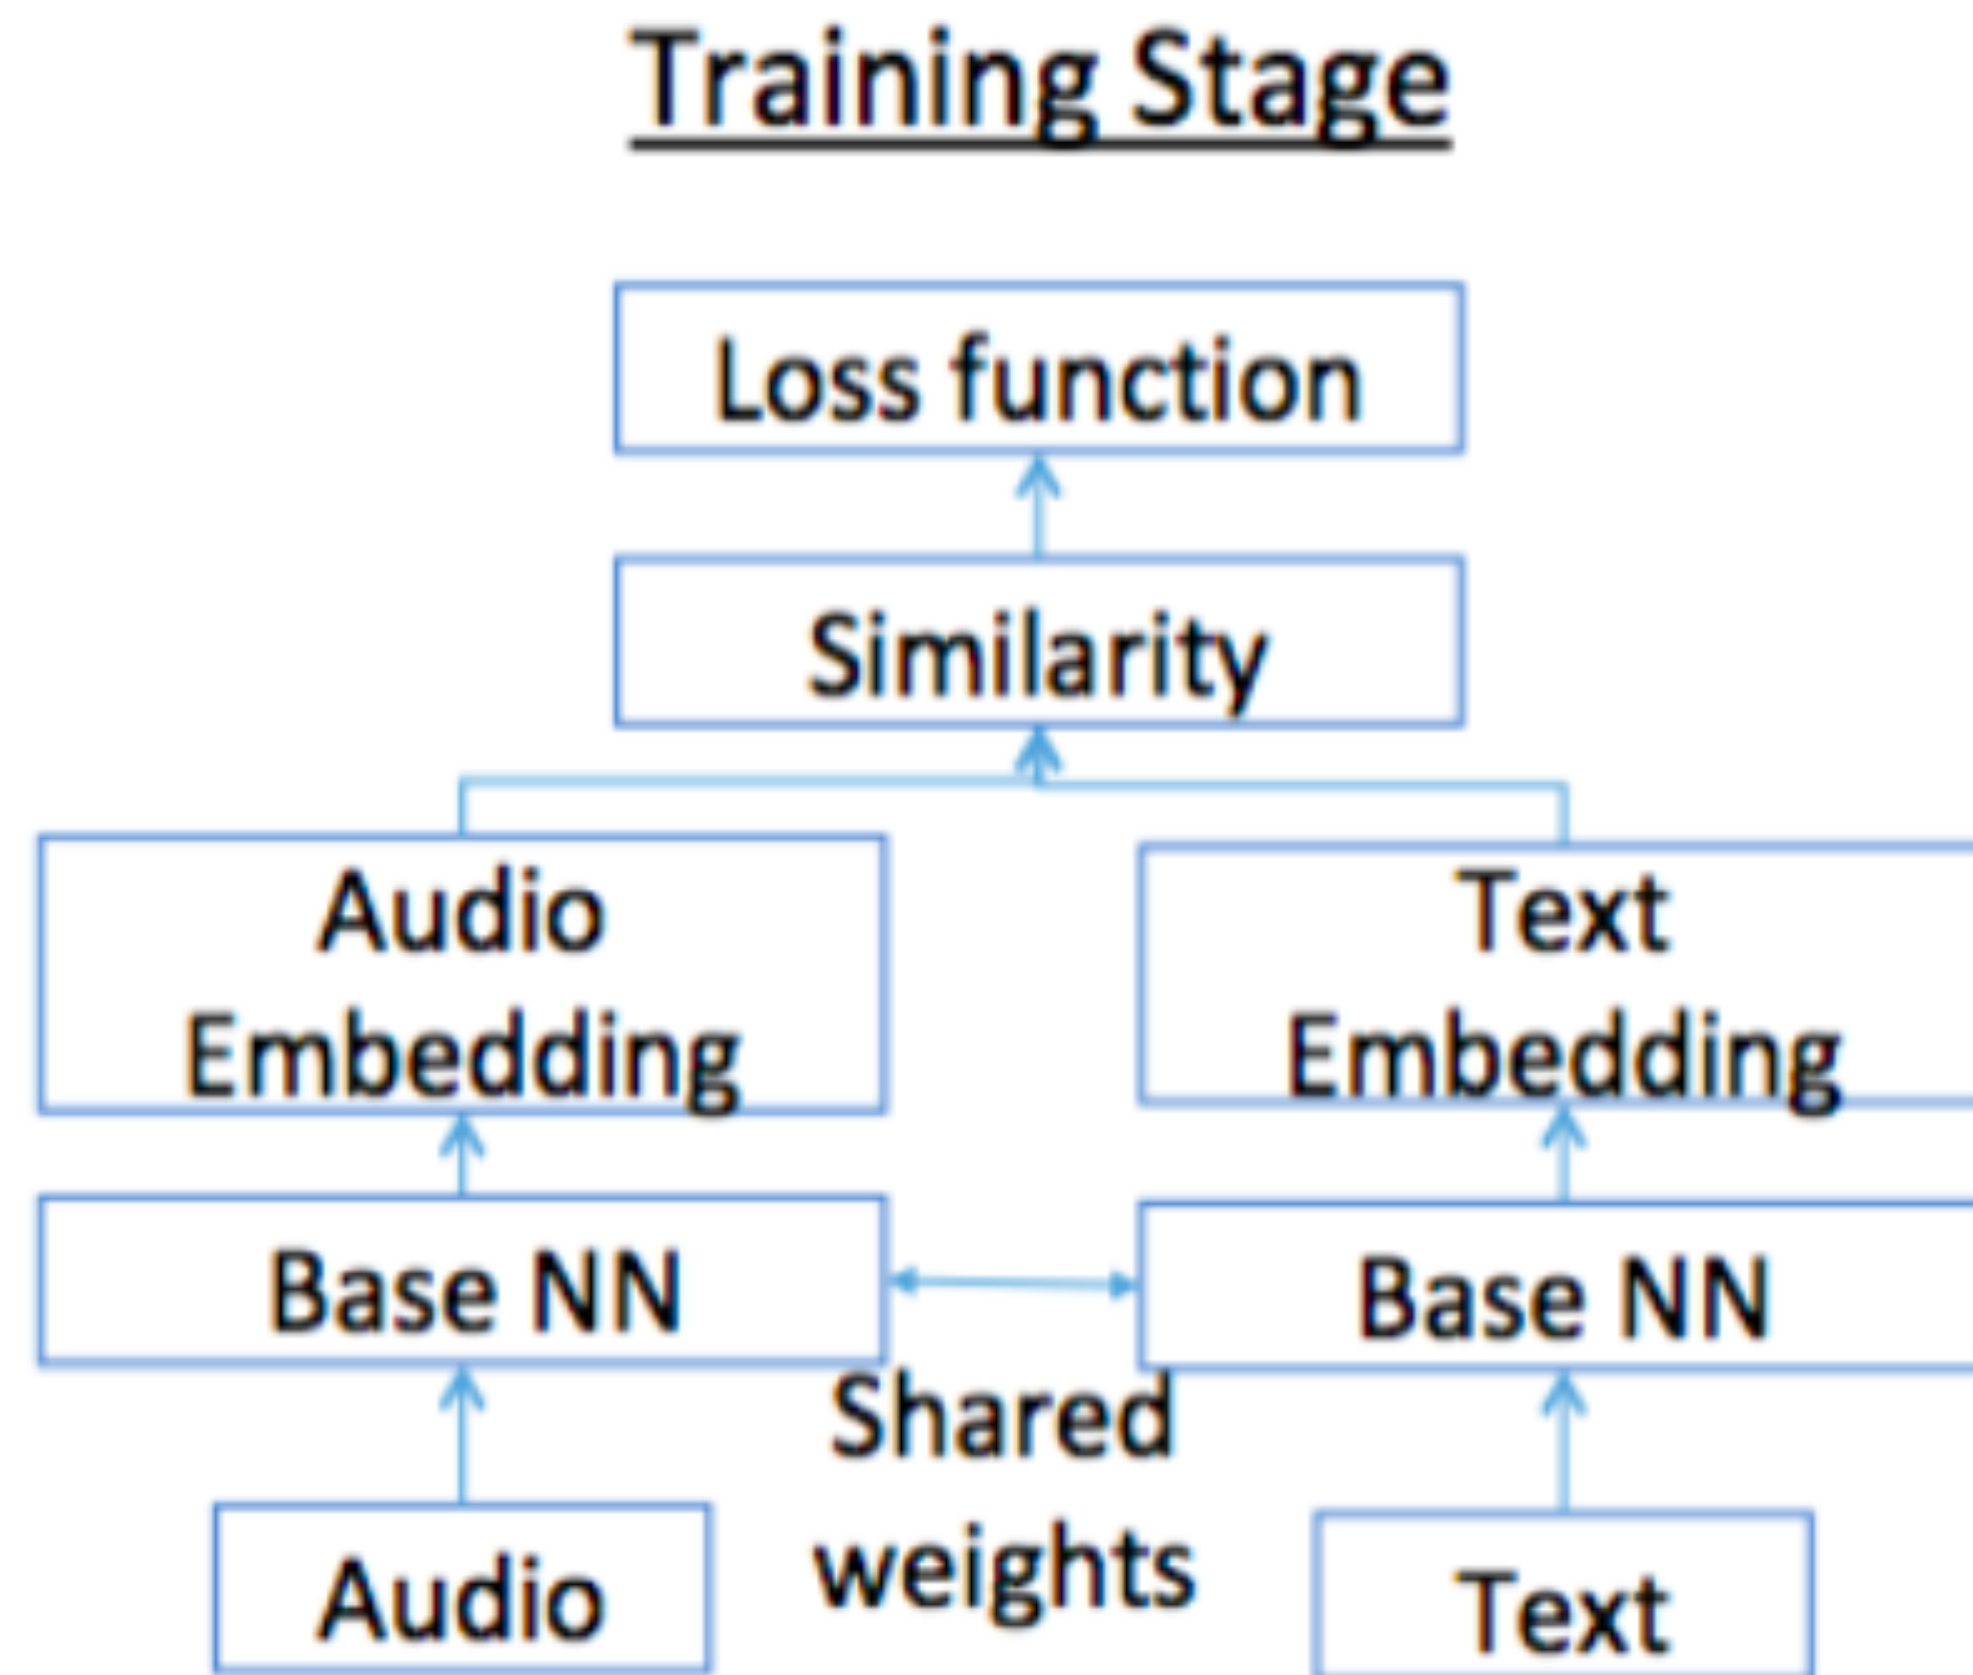 Training Stage
Loss function
Similarity
Audio
Embedding
Text
Embedding
Base NN
Base NN
Shared
weights
Audio
Text